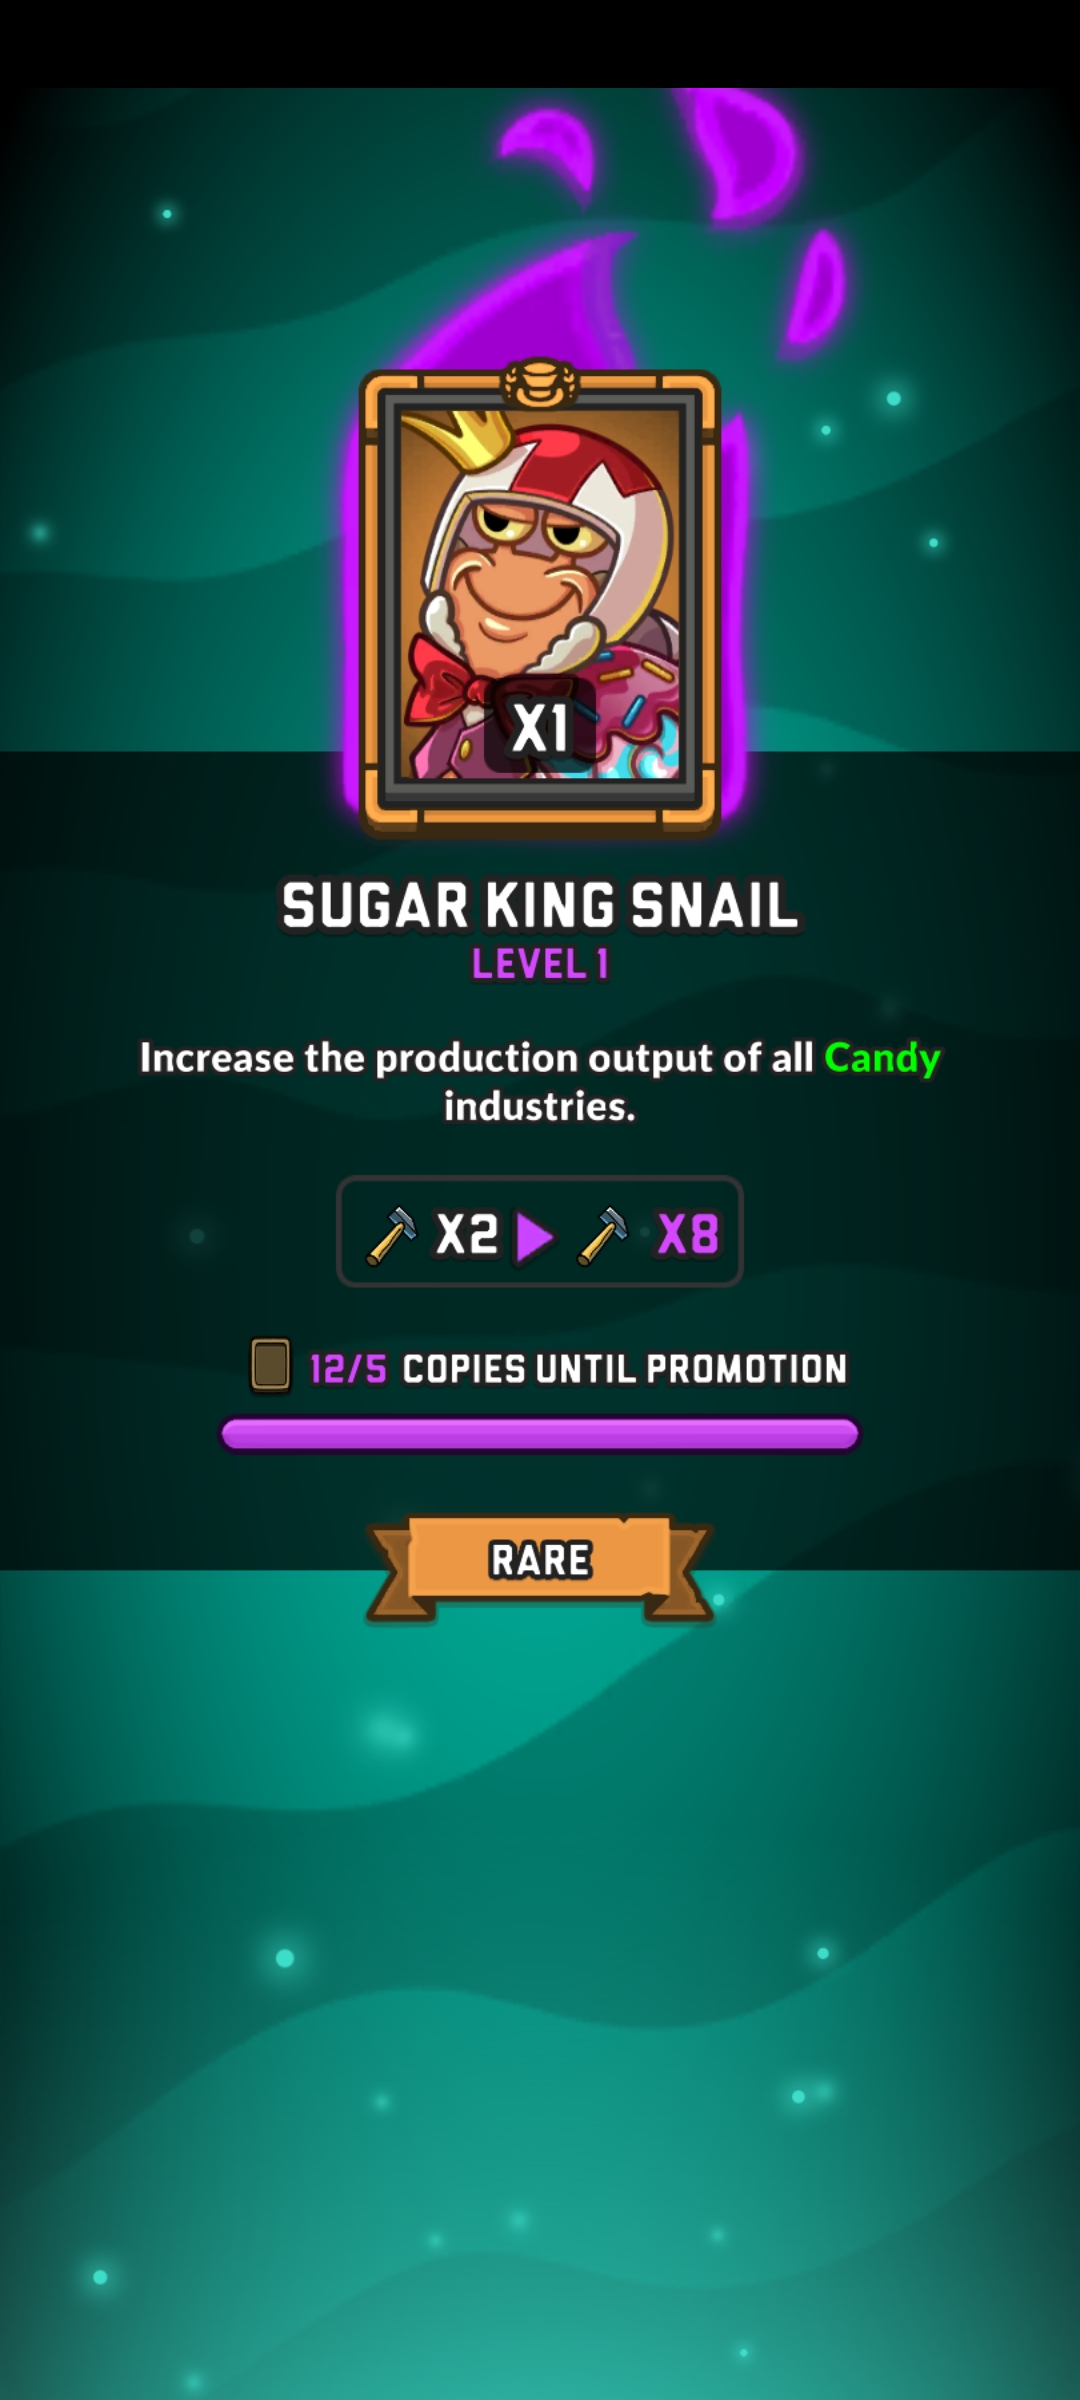 X1
SUGAR KING SNAIL
LEVEL 1
Increase the production output of all Candy
industries.
X2 X8
12/5 COPIES UNTIL PROMOTION
RARE